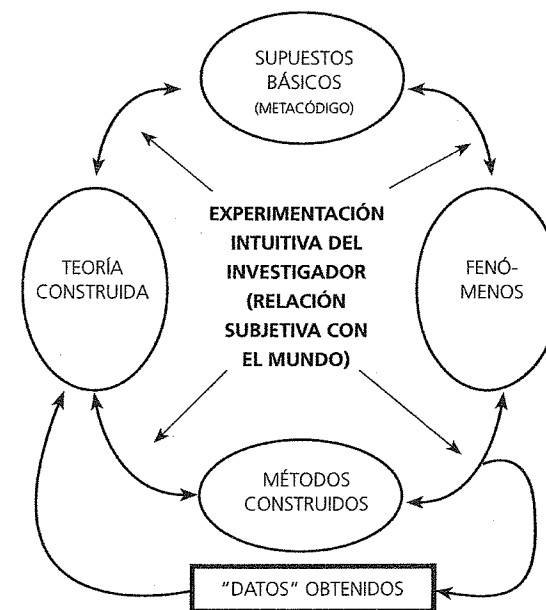 SUPUESTOS
BÁSICOS
(METACÓDIGO)
EXPERIMENTACIÓN
INTUITIVA DEL
INVESTIGADOR
(RELACIÓN
SUBJETIVA CON
EL MUNDO)
TEORÍA
CONSTRUIDA
FENÓ-
MENOS
MÉTODOS
CONSTRUIDOS
"DATOS" OBTENIDOS